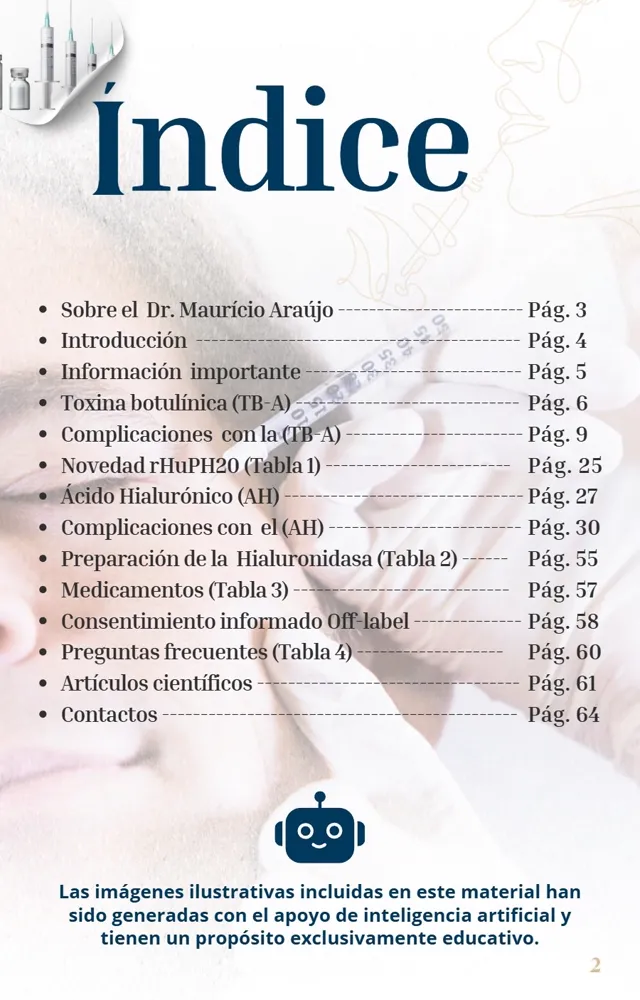 Índice
• Sobre el Dr. Maurício Araújo ------------------------ Pág. 3
• Introducción ------------------------------------------ Pág. 4
• Información importante ---------------------------- Pág. 5
• Toxina botulínica (TB-A) ----------------------------- Pág. 6
• Complicaciones con la (TB-A) ----------------------- Pág. 9
• Novedad rHuPH20 (Tabla 1) ------------------------ Pág. 25
• Ácido Hialurónico (AH) ------------------------------- Pág. 27
• Complicaciones con el (AH) ------------------------- Pág. 30
• Preparación de la Hialuronidasa (Tabla 2) ------ Pág. 55
• Medicamentos (Tabla 3) ---------------------------- Pág. 57
• Consentimiento informado Off-label -------------- Pág. 58
• Preguntas frecuentes (Tabla 4) ------------------- Pág. 60
• Artículos científicos ---------------------------------- Pág. 61
• Contactos ---------------------------------------------- Pág. 64
Las imágenes ilustrativas incluidas en este material han
sido generadas con el apoyo de inteligencia artificial y
tienen un propósito exclusivamente educativo.
2